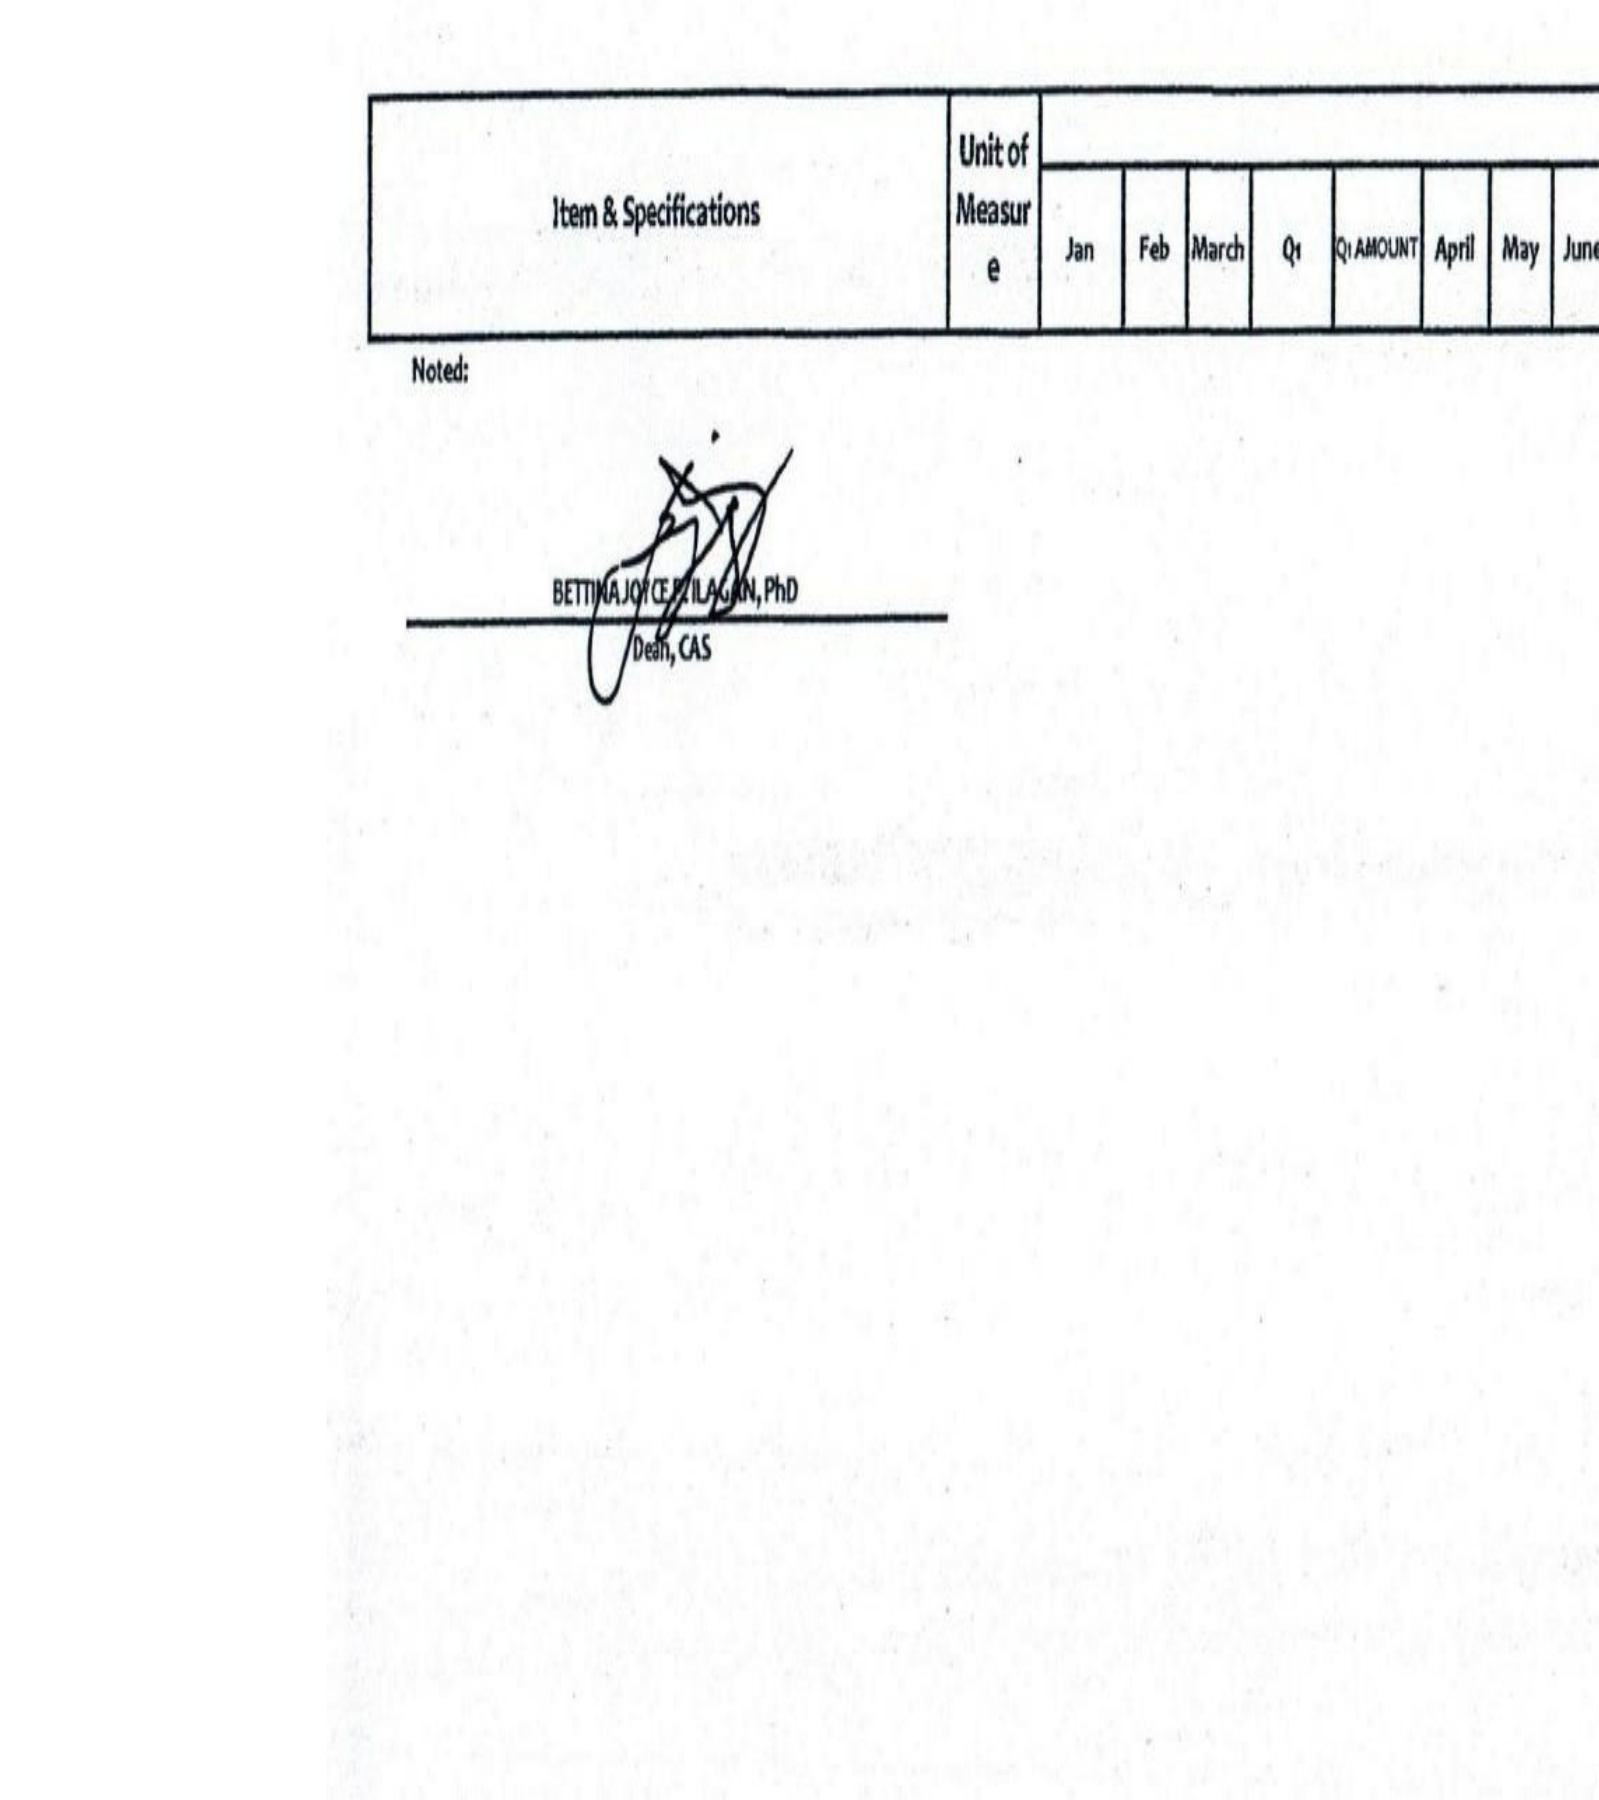 Item & Specifications
Unit of
Measur
e
Jan Feb March Q1 Q1 AMOUNT April May June
Noted:
BETTINA JOYCE P. ILAGAN, PhD
Dean, CAS